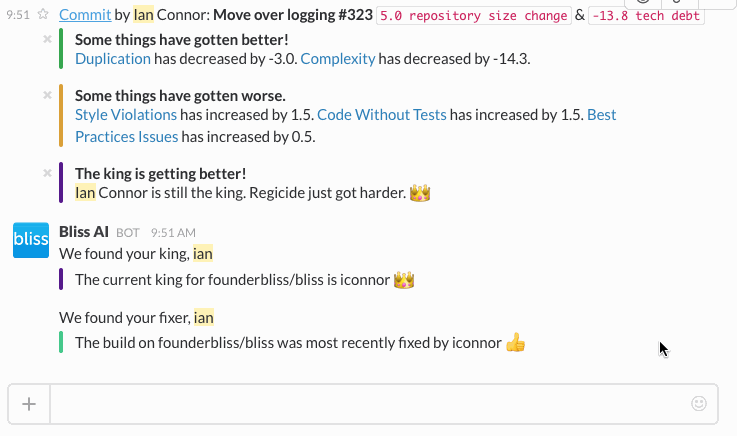 9:51 Commit by Ian Connor: Move over logging #323 5.0 repository size change & -13.8 tech debt
Some things have gotten better!
Duplication has decreased by -3.0. Complexity has decreased by -14.3.
Some things have gotten worse.
Style Violations has increased by 1.5. Code Without Tests has increased by 1.5. Best
Practices Issues has increased by 0.5.
The king is getting better!
Ian Connor is still the king. Regicide just got harder.
bliss
Bliss AI BOT 9:51 AM
We found your king, ian
The current king for founderbliss/bliss is iconnor
We found your fixer, ian
The build on founderbliss/bliss was most recently fixed by iconnor